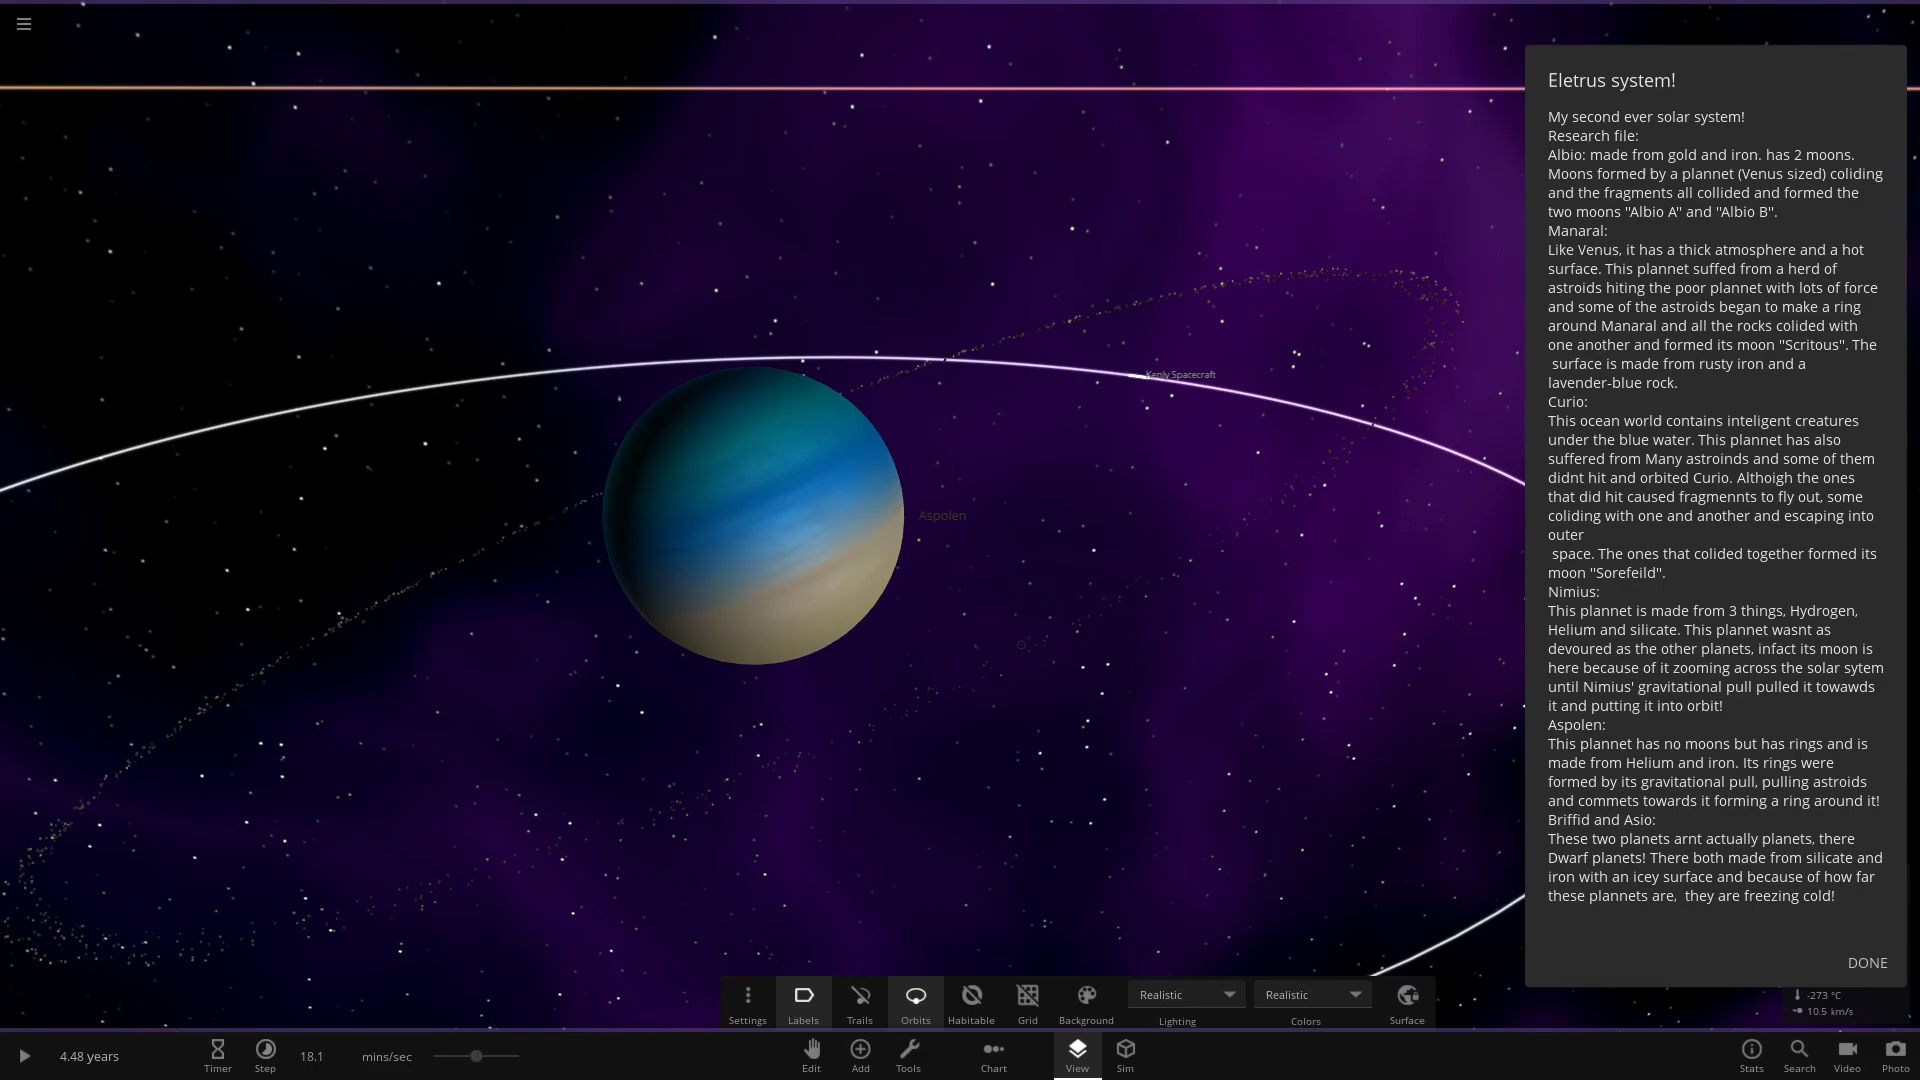 Eletrus system!
My second ever solar system!
Research file:
Albio: made from gold and iron. has 2 moons.
Moons formed by a plannet (Venus sized) coliding
and the fragments all collided and formed the
two moons "Albio A" and "Albio B".
Manaral:
Like Venus, it has a thick atmosphere and a hot
surface. This plannet suffed from a herd of
astroids hiting the poor plannet with lots of force
and some of the astroids began to make a ring
around Manaral and all the rocks colided with
one another and formed its moon "Scritous". The
surface is made from rusty iron and a
lavender-blue rock.
Curio:
This ocean world contains inteligent creatures
under the blue water. This plannet has also
suffered from Many astroinds and some of them
didnt hit and orbited Curio. Althoigh the ones
that did hit caused fragmennts to fly out, some
coliding with one and another and escaping into
outer
space. The ones that colided together formed its
moon "Sorefeild".
Nimius:
This plannet is made from 3 things, Hydrogen,
Helium and silicate. This plannet wasnt as
devoured as the other planets, infact its moon is
here because of it zooming across the solar sytem
until Nimius' gravitational pull pulled it towawds
it and putting it into orbit!
Aspolen:
This plannet has no moons but has rings and is
made from Helium and iron. Its rings were
formed by its gravitational pull, pulling astroids
and commets towards it forming a ring around it!
Briffid and Asio:
These two planets arnt actually planets, there
Dwarf planets! There both made from silicate and
iron with an icey surface and because of how far
these plannets are,  they are freezing cold!
DONE
Kenly Spacecraft
Aspolen
-273 °C
10.5 km/s
Realistic
Realistic
Settings
Labels
Trails
Orbits
Habitable
Grid
Background
Lighting
Colors
Surface
4.48 years
Timer
Step
18.1
mins/sec
Edit
Add
Tools
Chart
View
Sim
Stats
Search
Video
Photo